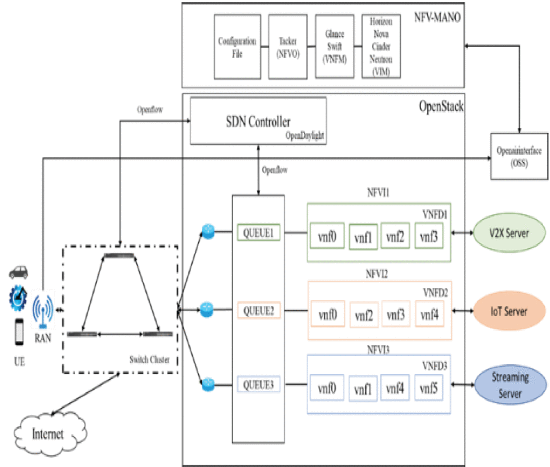 NFV-MANO
Configuration
File
Tacker
(NFVO)
Glance
Swift
(VNFM)
Horizon
Nova
Cinder
Neutron
(VIM)
OpenStack
Openflow
SDN Controller
OpenDaylight
Openflow
Openairinterface
(OSS)
NFVI1
VNFD1
QUEUE1
vnf0
vnf1
vnf2
vnf3
V2X Server
NFVI2
VNFD2
QUEUE2
vnf0
vnf2
vnf3
vnf4
IoT Server
NFVI3
VNFD3
QUEUE3
vnf0
vnf1
vnf4
vnf5
Streaming
Server
UE
RAN
Switch Cluster
Internet